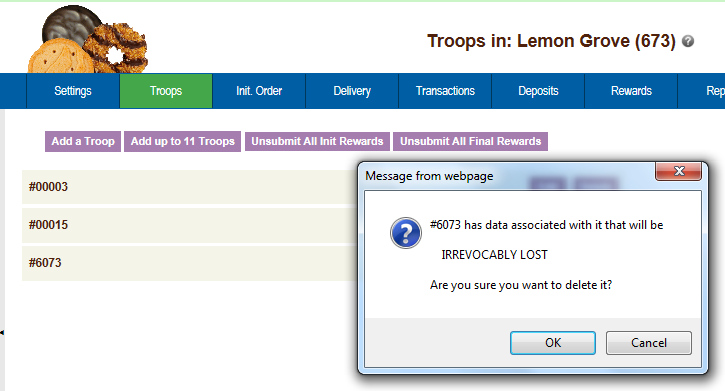 Troops in: Lemon Grove (673) ?
Settings Troops Init. Order Delivery Transactions Deposits Rewards Rep
Add a Troop Add up to 11 Troops Unsubmit All Init Rewards Unsubmit All Final Rewards
#00003
#00015
#6073
Message from webpage
#6073 has data associated with it that will be
IRREVOCABLY LOST
Are you sure you want to delete it?
OK Cancel